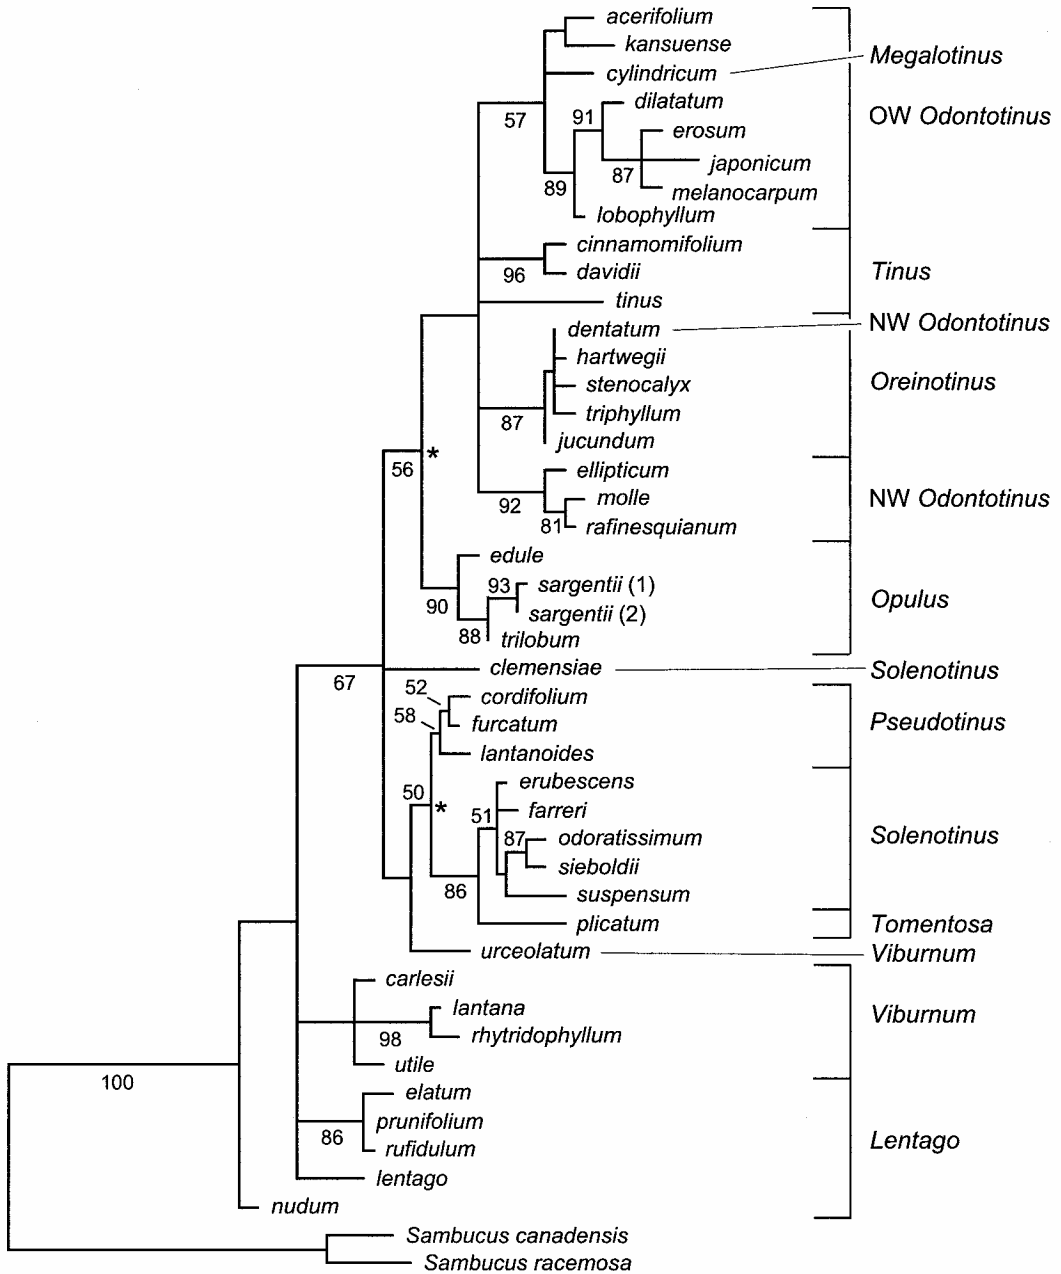 acerifolium
kansuense
cylindricum
Megalotinus
dilatatum
OW Odontotinus
57
91
erosum
japonicum
87
89
melanocarpum
lobophyllum
cinnamomifolium
96
davidii
Tinus
tinus
dentatum
NW Odontotinus
hartwegii
stenocalyx
Oreinotinus
triphyllum
87
jucundum
56
*
ellipticum
molle
NW Odontotinus
92
81
rafinesquianum
edule
93
sargentii (1)
90
Opulus
sargentii (2)
88
trilobum
clemensiae
Solenotinus
67
52
cordifolium
58
furcatum
Pseudotinus
lantanoides
erubescens
50
*
51
farreri
87
odoratissimum
Solenotinus
sieboldii
86
suspensum
plicatum
Tomentosa
urceolatum
Viburnum
carlesii
lantana
Viburnum
98
rhytridophyllum
utile
100
elatum
prunifolium
86
rufidulum
Lentago
lentago
nudum
Sambucus canadensis
Sambucus racemosa